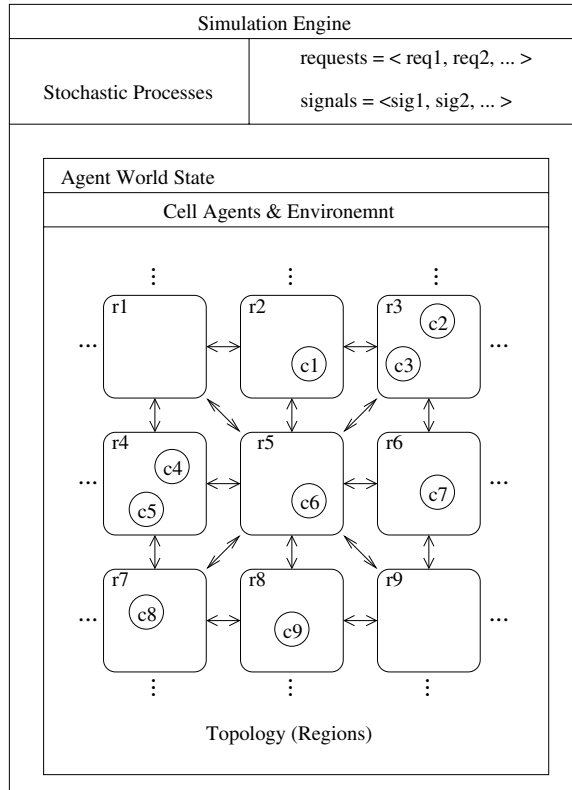 Simulation Engine
Stochastic Processes
requests = < req1, req2, ... >
signals = <sig1, sig2, ... >
Agent World State
Cell Agents & Environemnt
r1
r2
r3
c1
c2
c3
...
...
r4
r5
r6
c4
c5
c6
c7
...
...
r7
r8
r9
c8
c9
...
...
Topology (Regions)